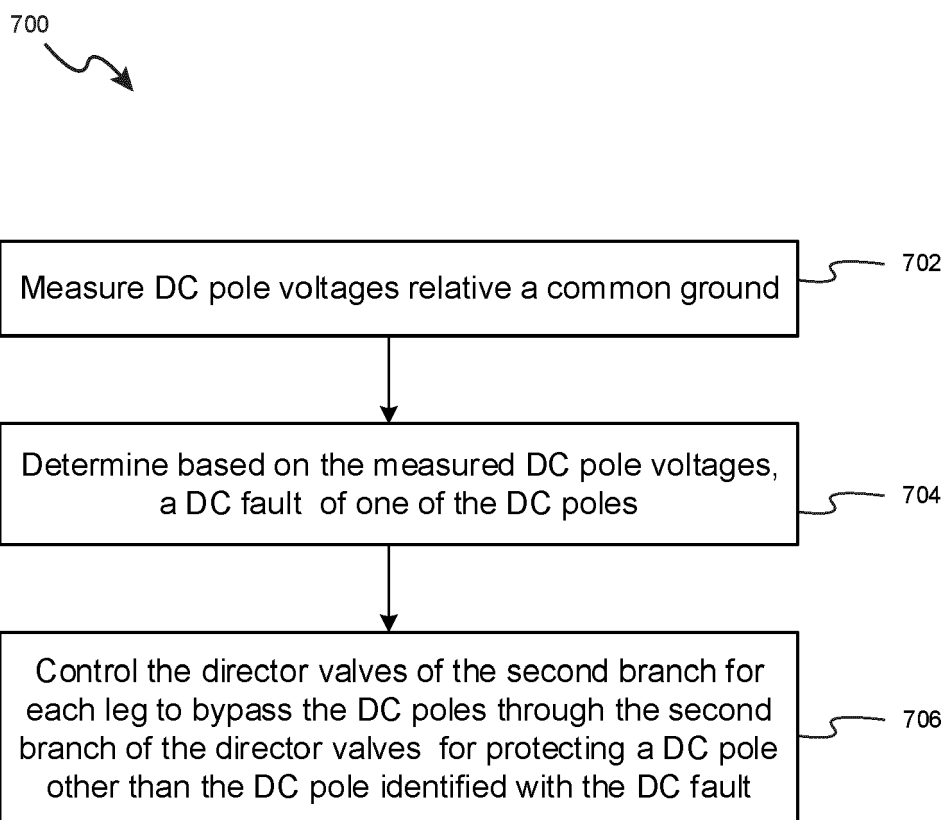 700
Measure DC pole voltages relative a common ground
702
Determine based on the measured DC pole voltages,
a DC fault of one of the DC poles
704
Control the director valves of the second branch for
each leg to bypass the DC poles through the second
branch of the director valves for protecting a DC pole
other than the DC pole identified with the DC fault
706